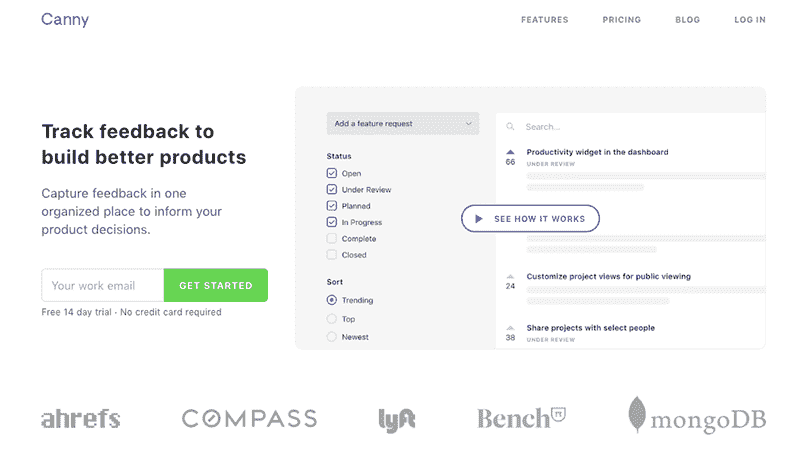 Canny
FEATURES PRICING BLOG LOG IN
Track feedback to
build better products
Capture feedback in one
organized place to inform your
product decisions.
Your work email GET STARTED
Free 14 day trial · No credit card required
Add a feature request
Status
Open
Under Review
Planned
In Progress
Complete
Closed
Sort
Trending
Top
Newest
Search...
Productivity widget in the dashboard
66
UNDER REVIEW
SEE HOW IT WORKS
Customize project views for public viewing
24
Share projects with select people
38
UNDER REVIEW
ahrefs COMPASS lyft Bench mongoDB